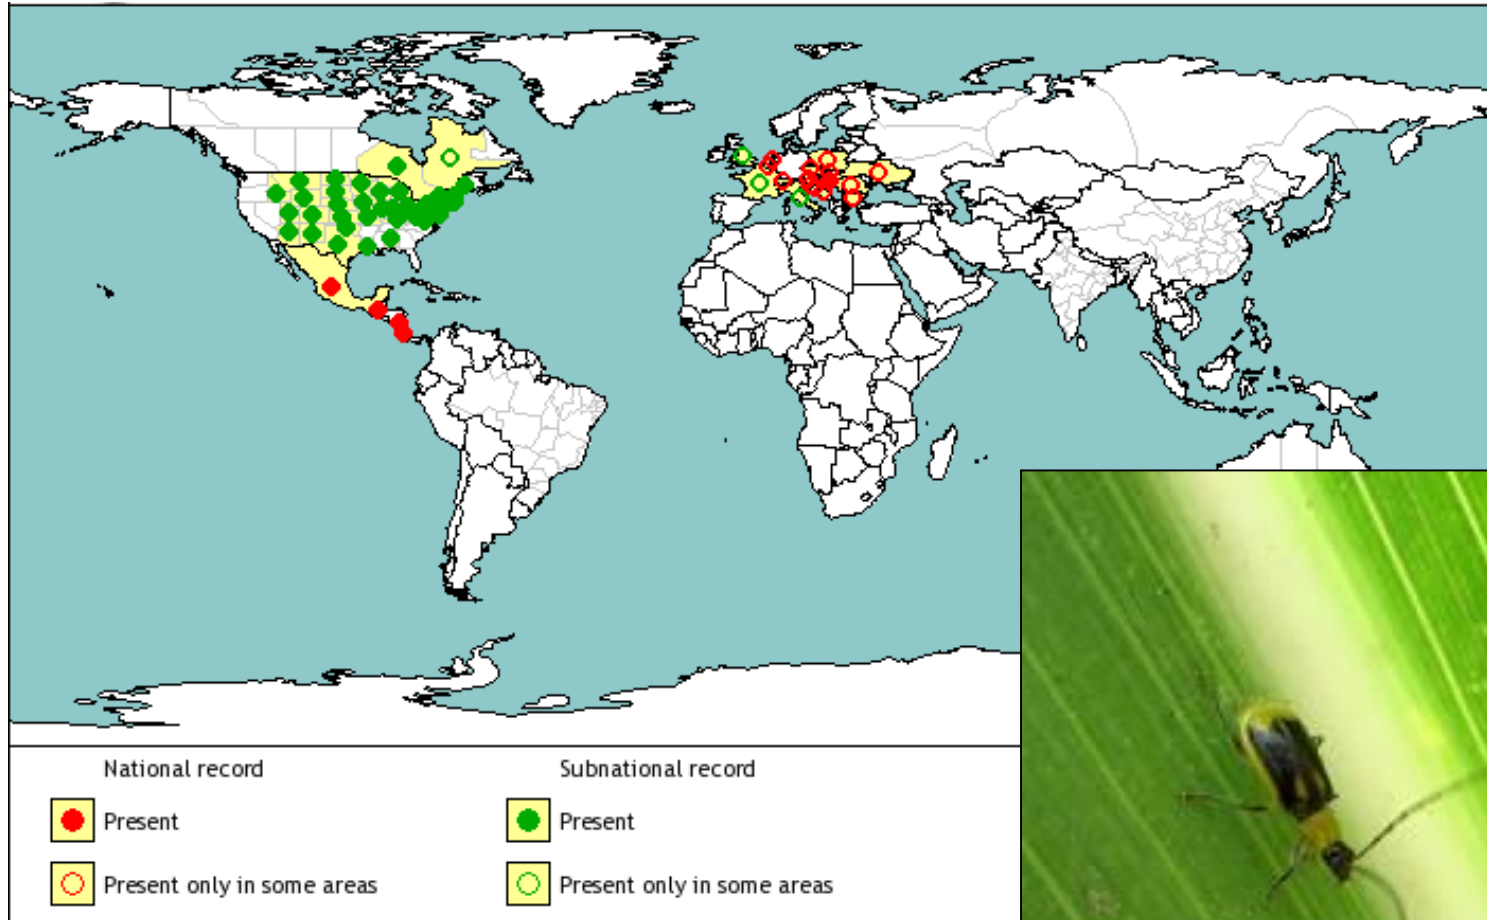 National record
Subnational record
Present
Present
Present only in some areas
Present only in some areas